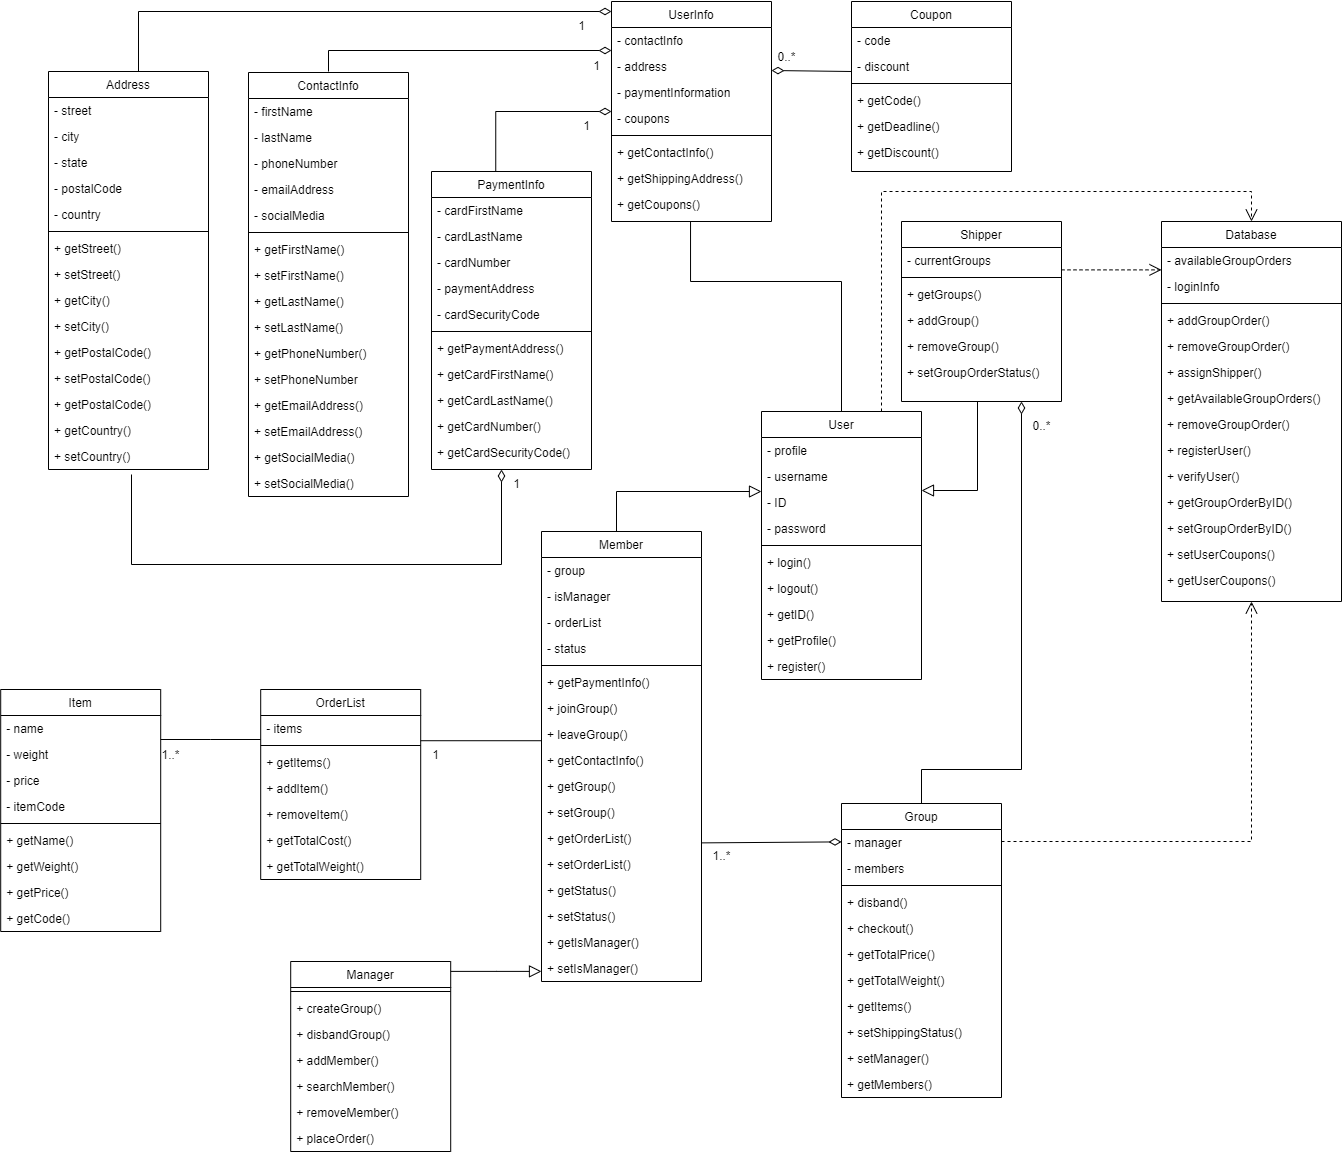 UserInfo
- contactInfo
- address
- paymentInformation
- coupons
+ getContactInfo()
+ getShippingAddress()
+ getCoupons()
1
1
1
0..*
Coupon
- code
- discount
+ getCode()
+ getDeadline()
+ getDiscount()
Address
- street
- city
- state
- postalCode
- country
+ getStreet()
+ setStreet()
+ getCity()
+ setCity()
+ getPostalCode()
+ setPostalCode()
+ getPostalCode()
+ getCountry()
+ setCountry()
ContactInfo
- firstName
- lastName
- phoneNumber
- emailAddress
- socialMedia
+ getFirstName()
+ setFirstName()
+ getLastName()
+ setLastName()
+ getPhoneNumber()
+ setPhoneNumber
+ getEmailAddress()
+ setEmailAddress()
+ getSocialMedia()
+ setSocialMedia()
PaymentInfo
- cardFirstName
- cardLastName
- cardNumber
- paymentAddress
- cardSecurityCode
+ getPaymentAddress()
+ getCardFirstName()
+ getCardLastName()
+ getCardNumber()
+ getCardSecurityCode()
1
Shipper
- currentGroups
+ getGroups()
+ addGroup()
+ removeGroup()
+ setGroupOrderStatus()
0..*
Database
- availableGroupOrders
- loginInfo
+ addGroupOrder()
+ removeGroupOrder()
+ assignShipper()
+ getAvailableGroupOrders()
+ removeGroupOrder()
+ registerUser()
+ verifyUser()
+ getGroupOrderByID()
+ setGroupOrderByID()
+ setUserCoupons()
+ getUserCoupons()
User
- profile
- username
- ID
- password
+ login()
+ logout()
+ getID()
+ getProfile()
+ register()
Member
- group
- isManager
- orderList
- status
+ getPaymentInfo()
+ joinGroup()
+ leaveGroup()
+ getContactInfo()
+ getGroup()
+ setGroup()
+ getOrderList()
+ setOrderList()
+ getStatus()
+ setStatus()
+ getIsManager()
+ setIsManager()
Item
- name
- weight
- price
- itemCode
+ getName()
+ getWeight()
+ getPrice()
+ getCode()
1..*
OrderList
- items
+ getItems()
+ addItem()
+ removeItem()
+ getTotalCost()
+ getTotalWeight()
1
1..*
Group
- manager
- members
+ disband()
+ checkout()
+ getTotalPrice()
+ getTotalWeight()
+ getItems()
+ setShippingStatus()
+ setManager()
+ getMembers()
Manager
+ createGroup()
+ disbandGroup()
+ addMember()
+ searchMember()
+ removeMember()
+ placeOrder()